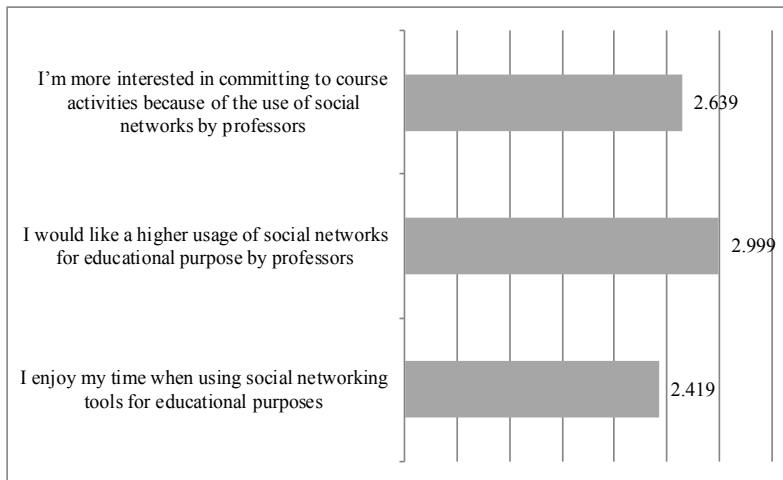 I’m more interested in committing to course
activities because of the use of social
networks by professors
2.639
I would like a higher usage of social networks
for educational purpose by professors
2.999
I enjoy my time when using social networking
tools for educational purposes
2.419